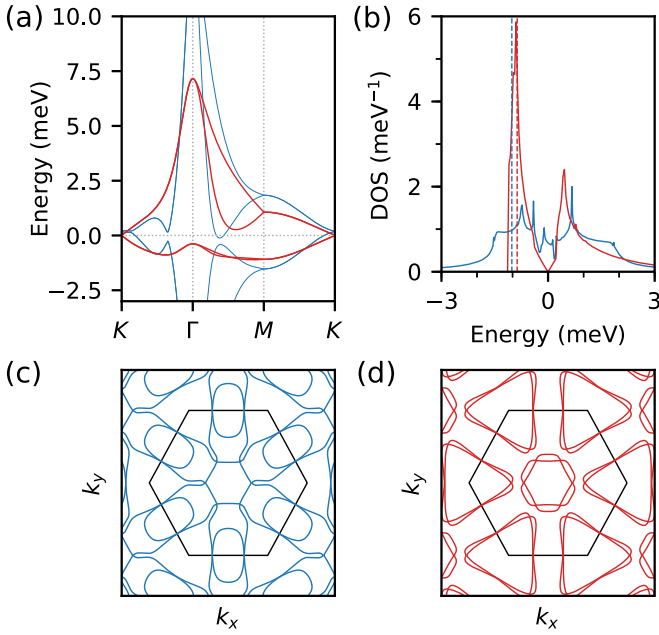 (a)
(b)
10.0
7.5
5.0
2.5
0.0
−2.5
Energy (meV)
K
Γ
M
K
6
4
2
0
DOS (meV⁻¹)
−3
0
3
Energy (meV)
(c)
(d)
k_y
k_x
k_y
k_x